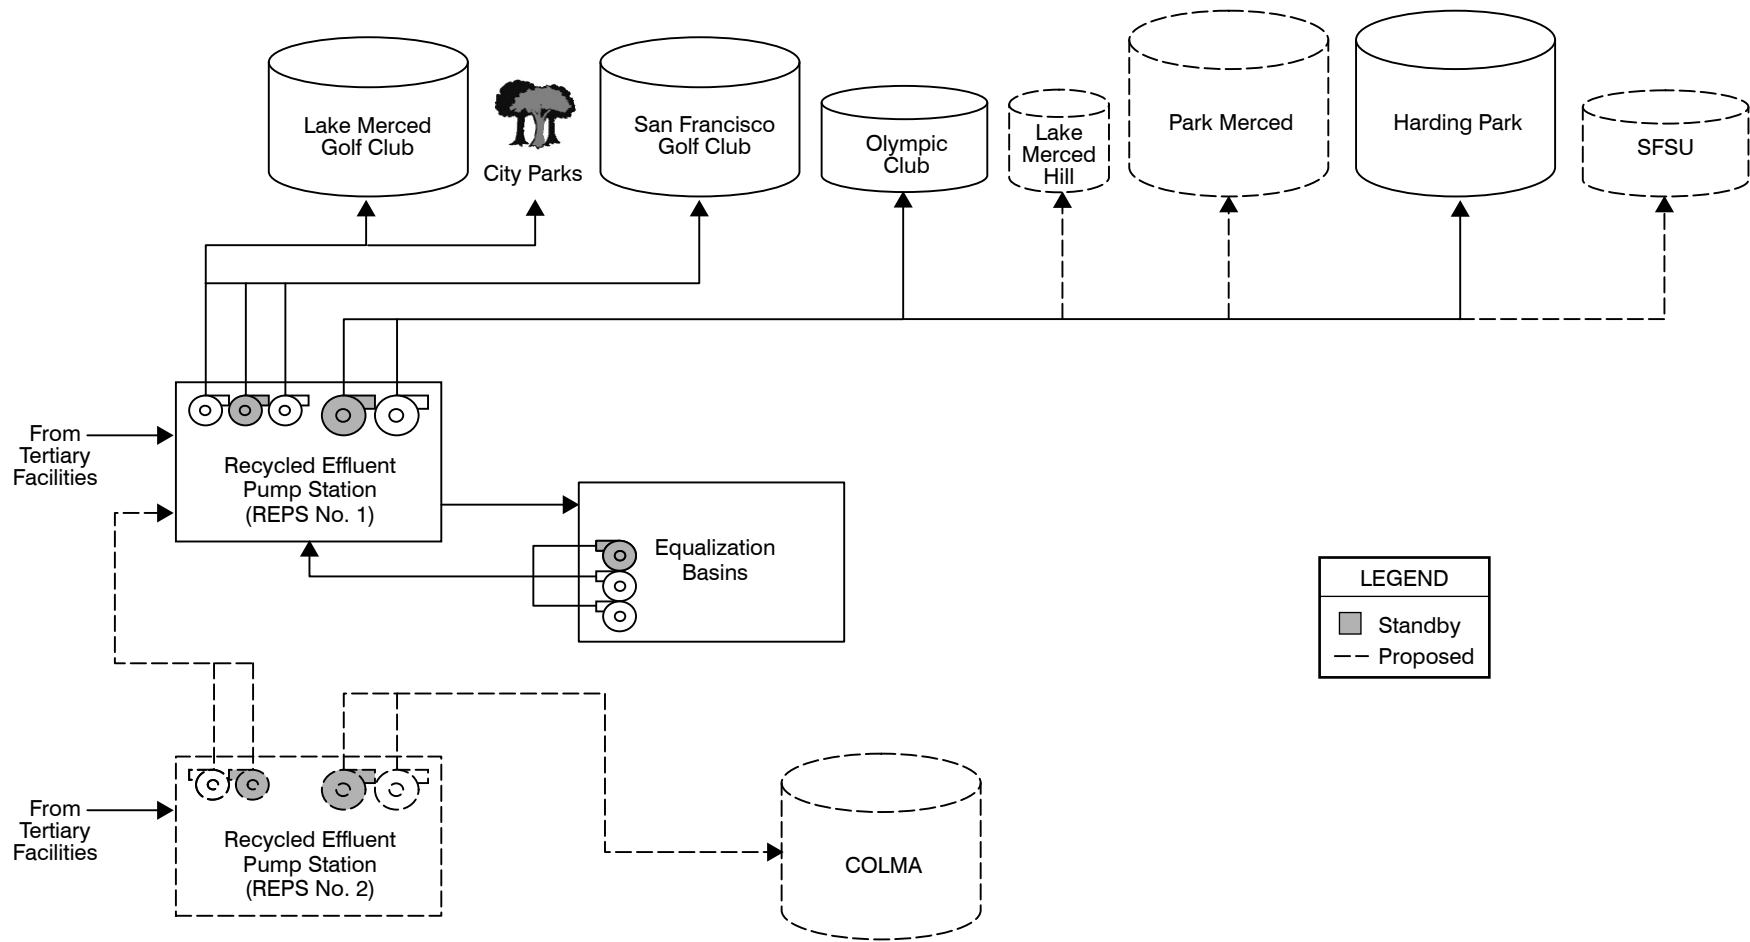 Lake Merced
Golf Club
City Parks
San Francisco
Golf Club
Olympic
Club
Lake
Merced
Hill
Park Merced
Harding Park
SFSU
From
Tertiary
Facilities
Recycled Effluent
Pump Station
(REPS No. 1)
Equalization
Basins
LEGEND
Standby
Proposed
From
Tertiary
Facilities
Recycled Effluent
Pump Station
(REPS No. 2)
COLMA